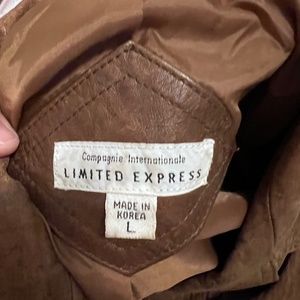 Compagnie Internationale
LIMITED EXPRESS
MADE IN
KOREA
L